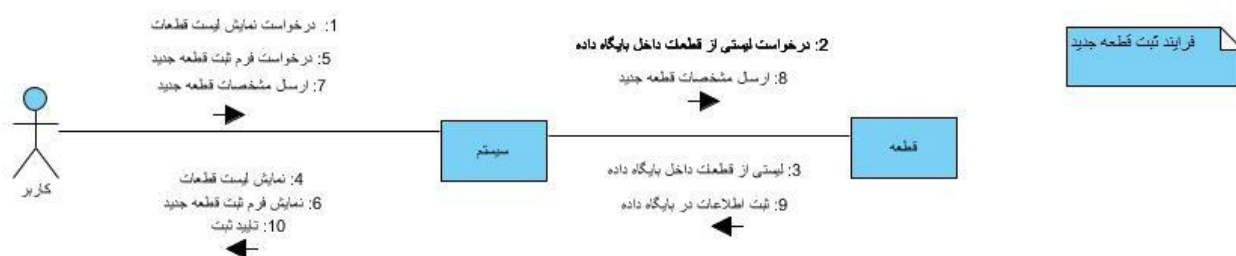 1: درخواست نمایش لیست قطعات
5: درخواست فرم ثبت قطعه جدید
7: ارسال مشخصات قطعه جدید
2: درخواست لیستی از قطعات داخل بایگاه داده
8: ارسال مشخصات قطعه جدید
فرایند ثبت قطعه جدید
کاربر
سیستم
قطعه
4: نمایش لیست قطعات
6: نمایش فرم ثبت قطعه جدید
10: تایید ثبت
3: لیستی از قطعات داخل بایگاه داده
9: ثبت اطلاعات در بایگاه داده